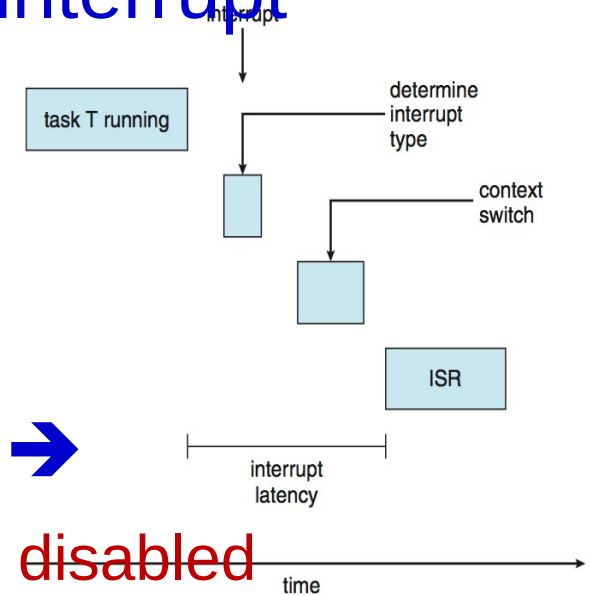 interrupt
interrupt
task T running
determine
interrupt
type
context
switch
ISR
interrupt
latency
disabled
time